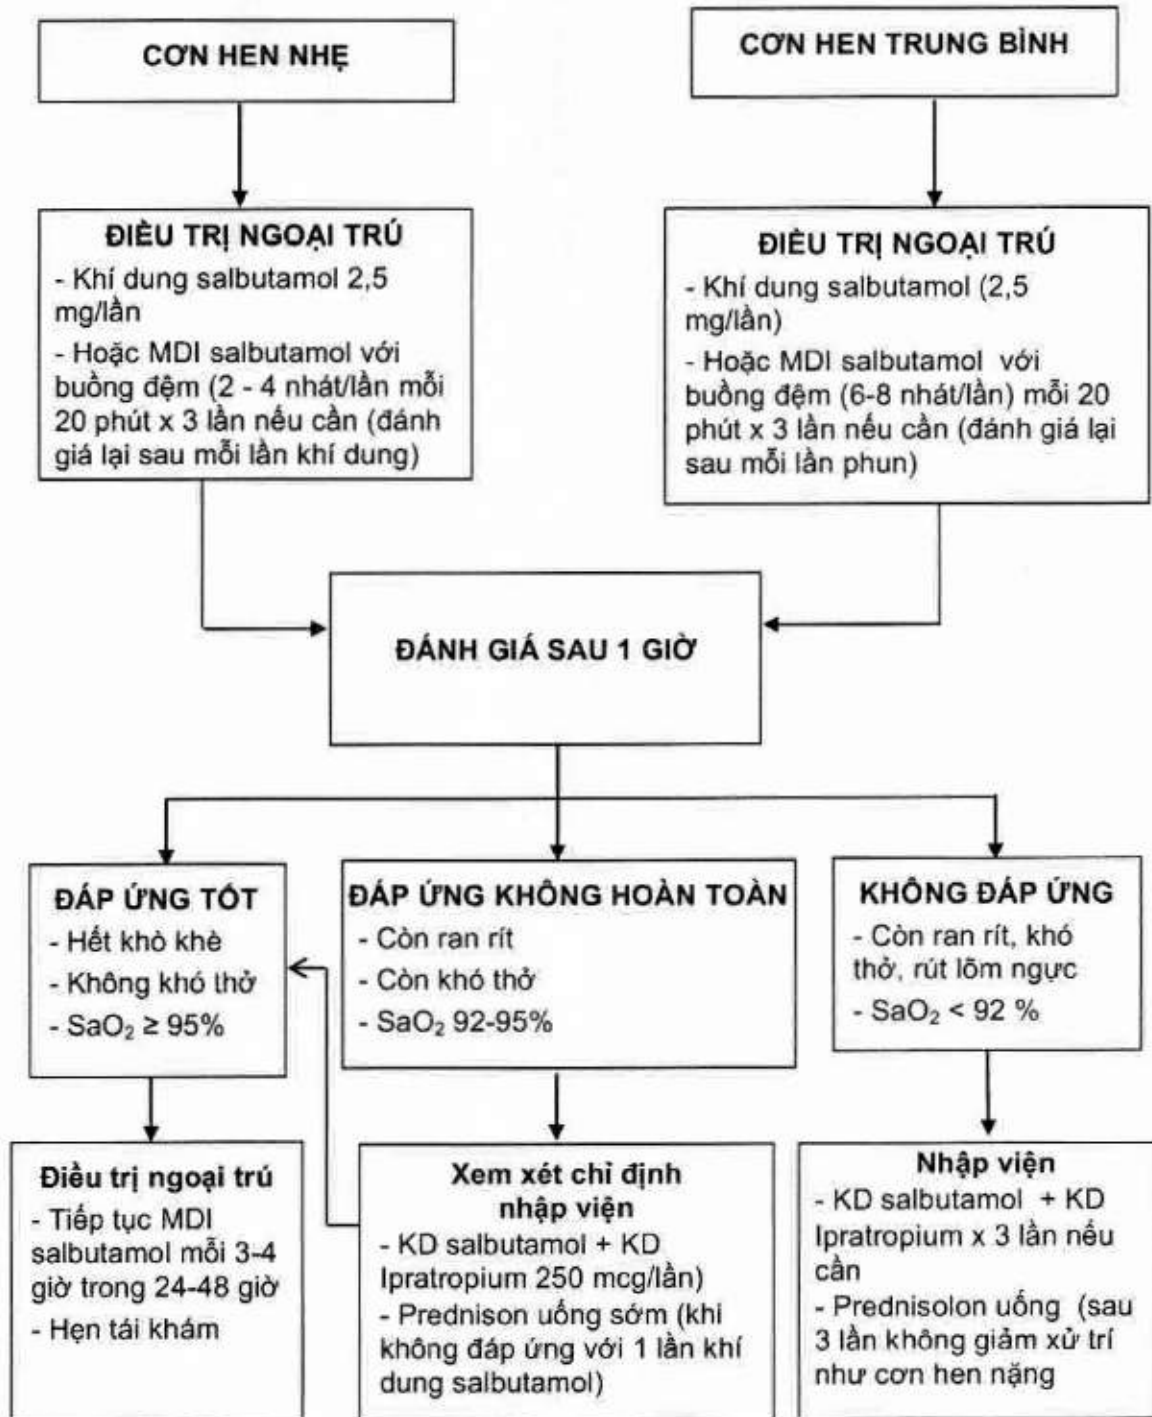 CƠN HEN NHẸ
CƠN HEN TRUNG BÌNH
ĐIỀU TRỊ NGOẠI TRÚ
- Khí dung salbutamol 2,5
mg/lần
- Hoặc MDI salbutamol với
buồng đệm (2 - 4 nhát/lần mỗi
20 phút x 3 lần nếu cần (đánh
giá lại sau mỗi lần khí dung)
ĐIỀU TRỊ NGOẠI TRÚ
- Khí dung salbutamol (2,5
mg/lần)
- Hoặc MDI salbutamol với
buồng đệm (6-8 nhát/lần) mỗi 20
phút x 3 lần nếu cần (đánh giá lại
sau mỗi lần phun)
ĐÁNH GIÁ SAU 1 GIỜ
ĐÁP ỨNG TỐT
- Hết khò khè
- Không khó thở
- SaO₂ ≥ 95%
ĐÁP ỨNG KHÔNG HOÀN TOÀN
- Còn ran rít
- Còn khó thở
- SaO₂ 92-95%
KHÔNG ĐÁP ỨNG
- Còn ran rít, khó
thở, rút lõm ngực
- SaO₂ < 92 %
Điều trị ngoại trú
- Tiếp tục MDI
salbutamol mỗi 3-4
giờ trong 24-48 giờ
- Hẹn tái khám
Xem xét chỉ định
nhập viện
- KD salbutamol + KD
Ipratropium 250 mcg/lần)
- Prednison uống sớm (khi
không đáp ứng với 1 lần khí
dung salbutamol)
Nhập viện
- KD salbutamol + KD
Ipratropium x 3 lần nếu
cần
- Prednisolon uống (sau
3 lần không giảm xử trí
như cơn hen nặng